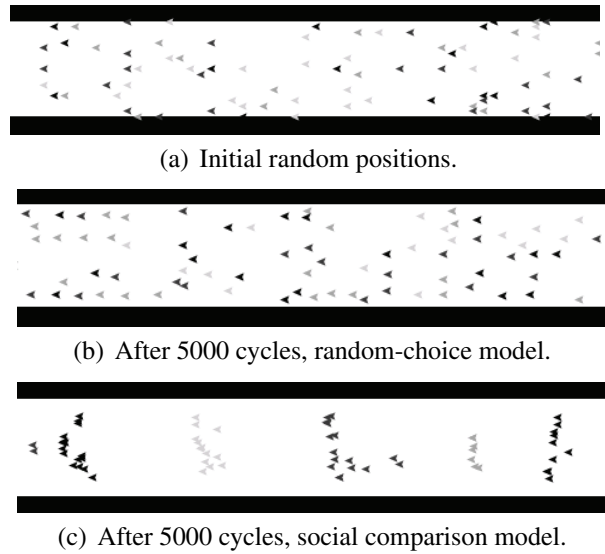 (a) Initial random positions.
(b) After 5000 cycles, random-choice model.
(c) After 5000 cycles, social comparison model.